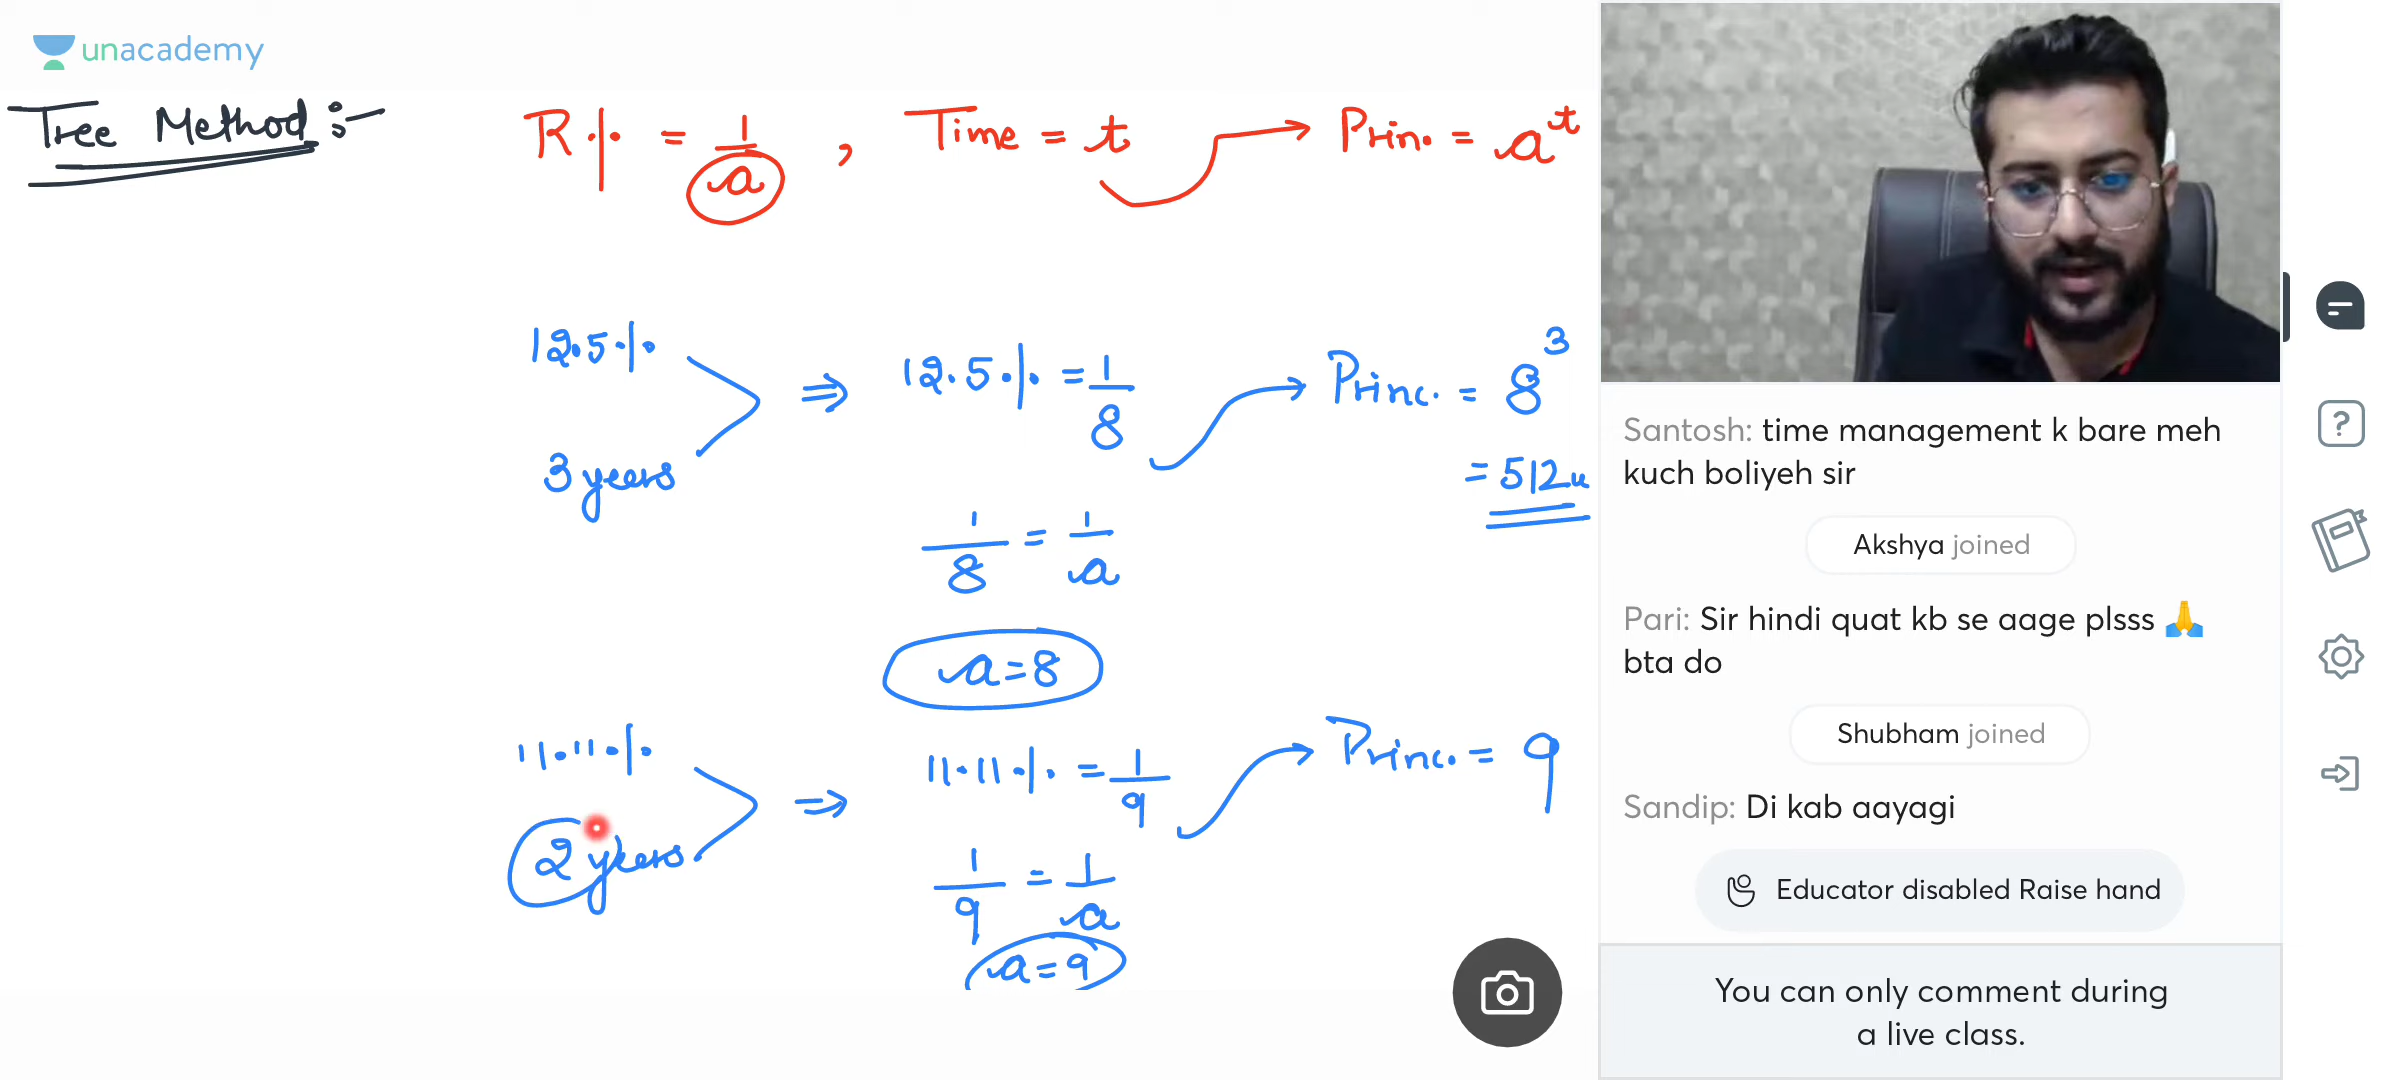 unacademy
Tree Method :-
R% = 1/a , Time = t → Prin. = a^t
12.5%
3 years
⇒ 12.5% = 1/8 → Princ. = 8^3
= 512u
1/8 = 1/a
a = 8
11.11%
2 years
⇒ 11.11% = 1/9 → Princ. = 9
1/9 = 1/a
a = 9
Santosh: time management k bare meh
kuch boliyeh sir
Akshya joined
Pari: Sir hindi quat kb se aage plsss 🙏
bta do
Shubham joined
Sandip: Di kab aayagi
Educator disabled Raise hand
You can only comment during
a live class.
?